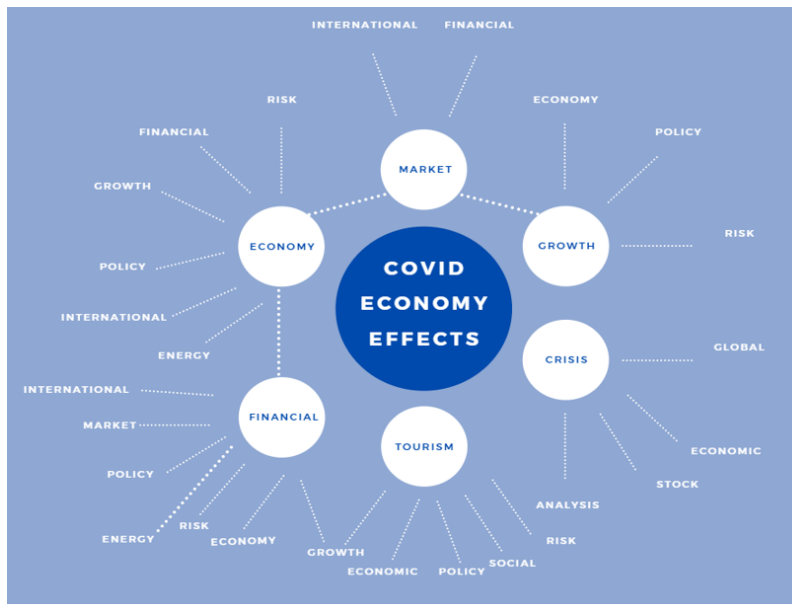 INTERNATIONAL FINANCIAL
RISK
ECONOMY
FINANCIAL
POLICY
MARKET
GROWTH
RISK
ECONOMY
GROWTH
POLICY
COVID
ECONOMY
EFFECTS
INTERNATIONAL
ENERGY
GLOBAL
CRISIS
INTERNATIONAL
FINANCIAL
MARKET
TOURISM
ECONOMIC
POLICY
STOCK
ANALYSIS
RISK
ENERGY
ECONOMY
RISK
GROWTH
SOCIAL
ECONOMIC
POLICY